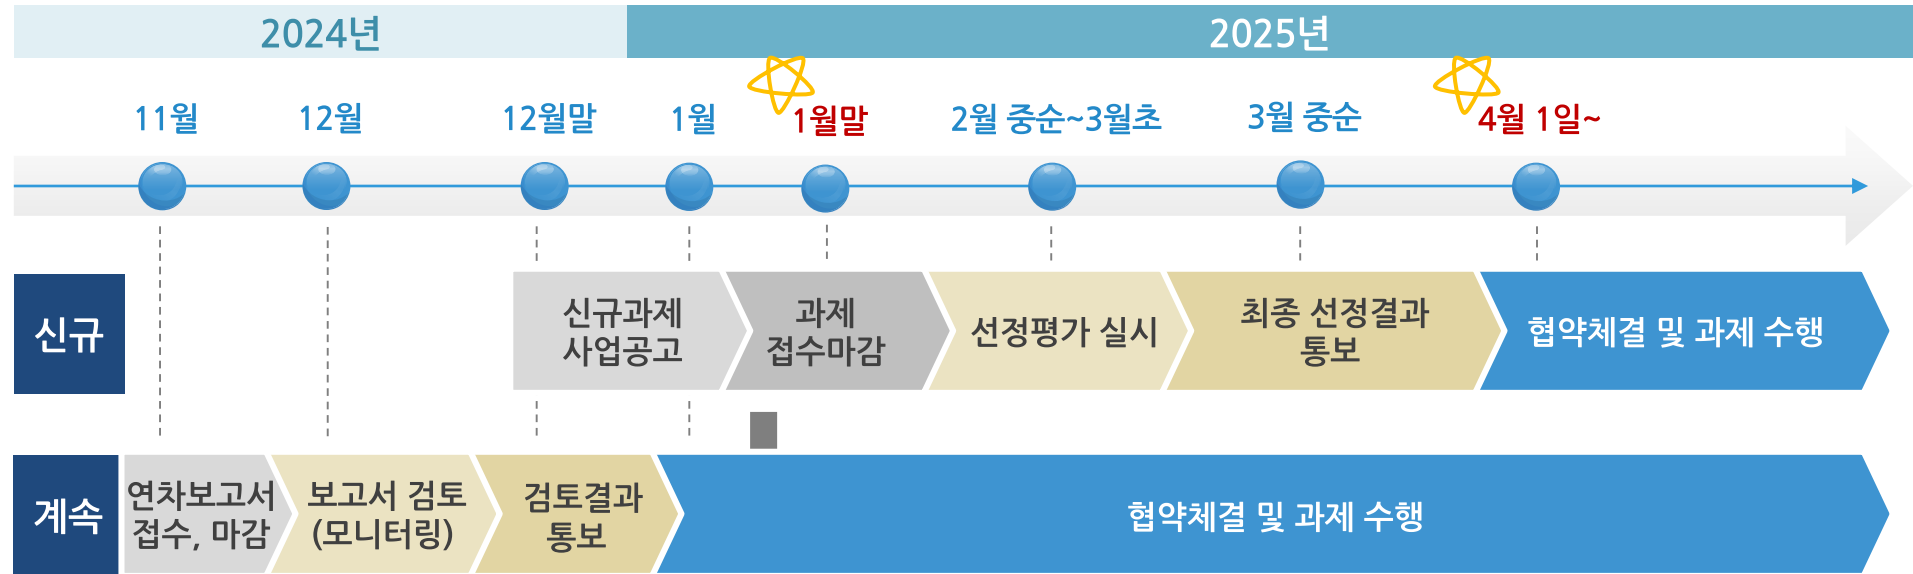 2024년
2025년
11월
12월
12월말
1월
1월말
2월 중순~3월초
3월 중순
4월 1일~
신규
신규과제
사업공고
과제
접수마감
선정평가 실시
최종 선정결과
통보
협약체결 및 과제 수행
계속
연차보고서
접수, 마감
보고서 검토
(모니터링)
검토결과
통보
협약체결 및 과제 수행